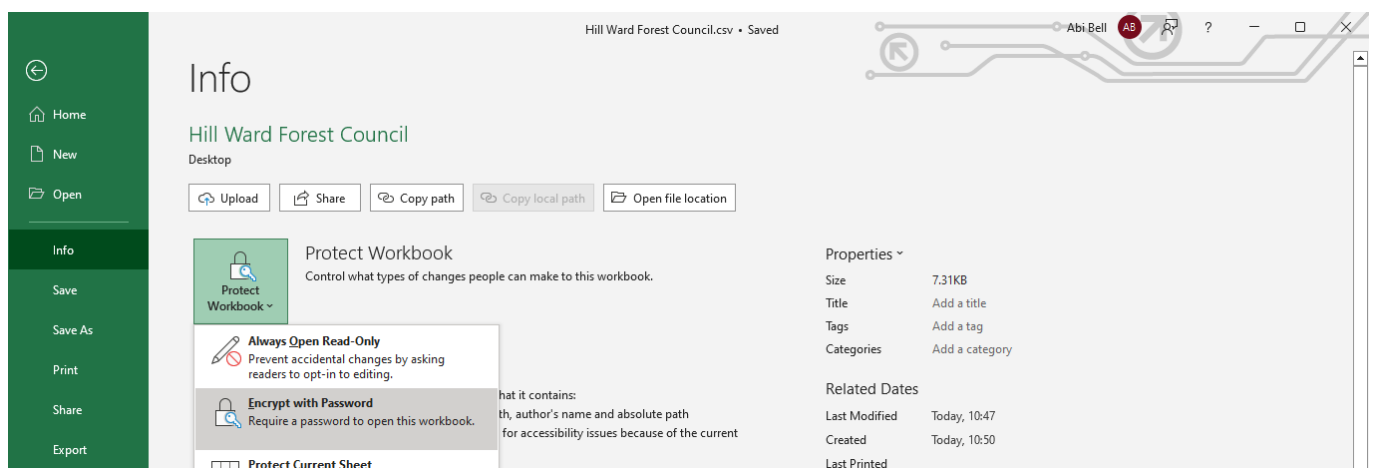 Hill Ward Forest Council.csv • Saved
Abi Bell AB ?
Info
Home
New
Open
Info
Save
Save As
Print
Share
Export
Hill Ward Forest Council
Desktop
Upload Share Copy path Copy local path Open file location
Protect Workbook
Protect Workbook
Control what types of changes people can make to this workbook.
Always Open Read-Only
Prevent accidental changes by asking
readers to opt-in to editing.
Encrypt with Password
Require a password to open this workbook.
Protect Current Sheet
hat it contains:
th, author's name and absolute path
for accessibility issues because of the current
Properties
Size 7.31KB
Title Add a title
Tags Add a tag
Categories Add a category
Related Dates
Last Modified Today, 10:47
Created Today, 10:50
Last Printed